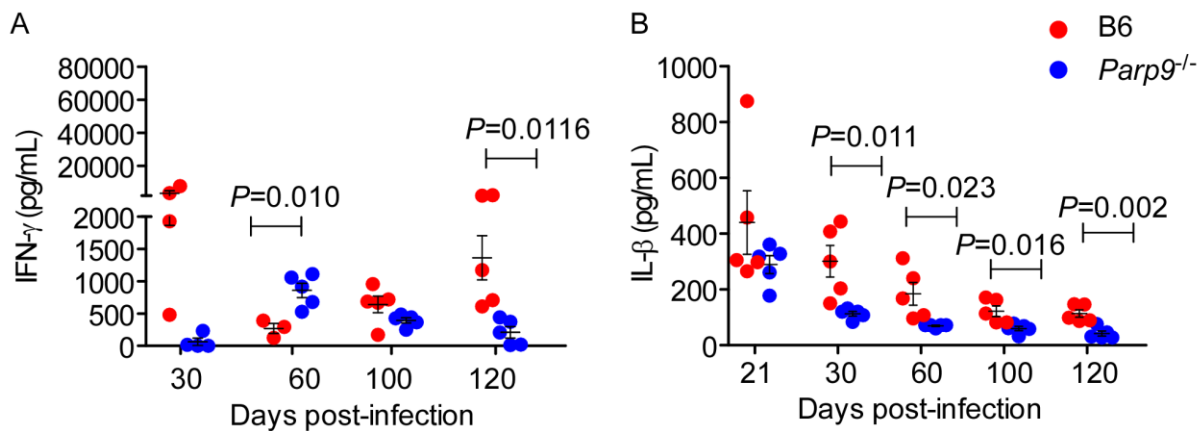 A
IFN-γ (pg/mL)
80000
60000
40000
20000
2000
1500
1000
500
0
P=0.010
P=0.0116
30 60 100 120
Days post-infection
B
B6
Parp9-/-
IL-β (pg/mL)
1000
800
600
400
200
0
P=0.011
P=0.023
P=0.016
P=0.002
21 30 60 100 120
Days post-infection